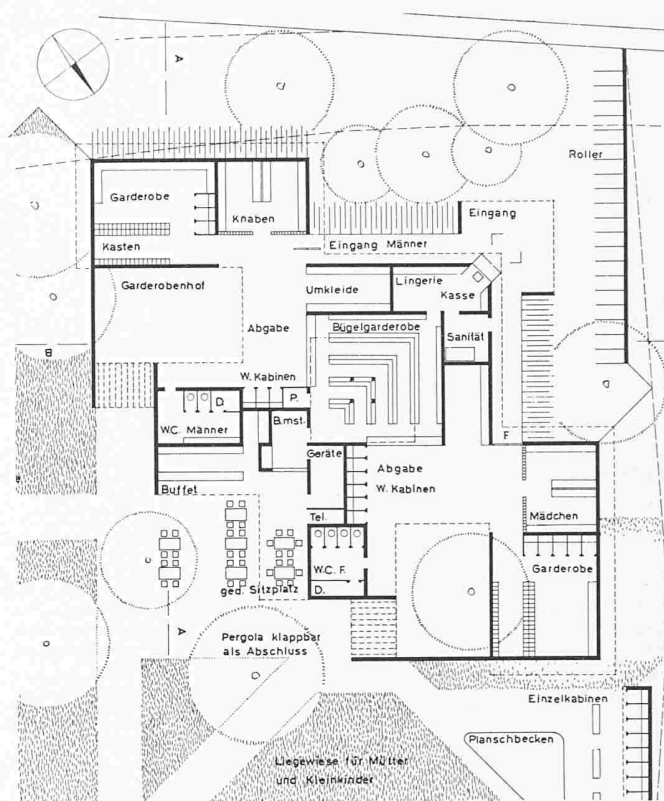 A
Roller
Garderobe
Knaben
Eingang
Kasten
Eingang Männer
Garderobenhof
Umkleide
Lingerie
Kasse
Abgabe
Bügelgarderobe
Sanität
B
W. Kabinen
D.
P.
W.C. Männer
B.mst.
F
Geräte
Abgabe
Buffet
W. Kabinen
Mädchen
Tel.
W.C. F.
Garderobe
D.
ged. Sitzplatz
A
Pergola klappbar
als Abschluss
Einzelkabinen
Planschbecken
Liegewiese für Mütter
und Kleinkinder